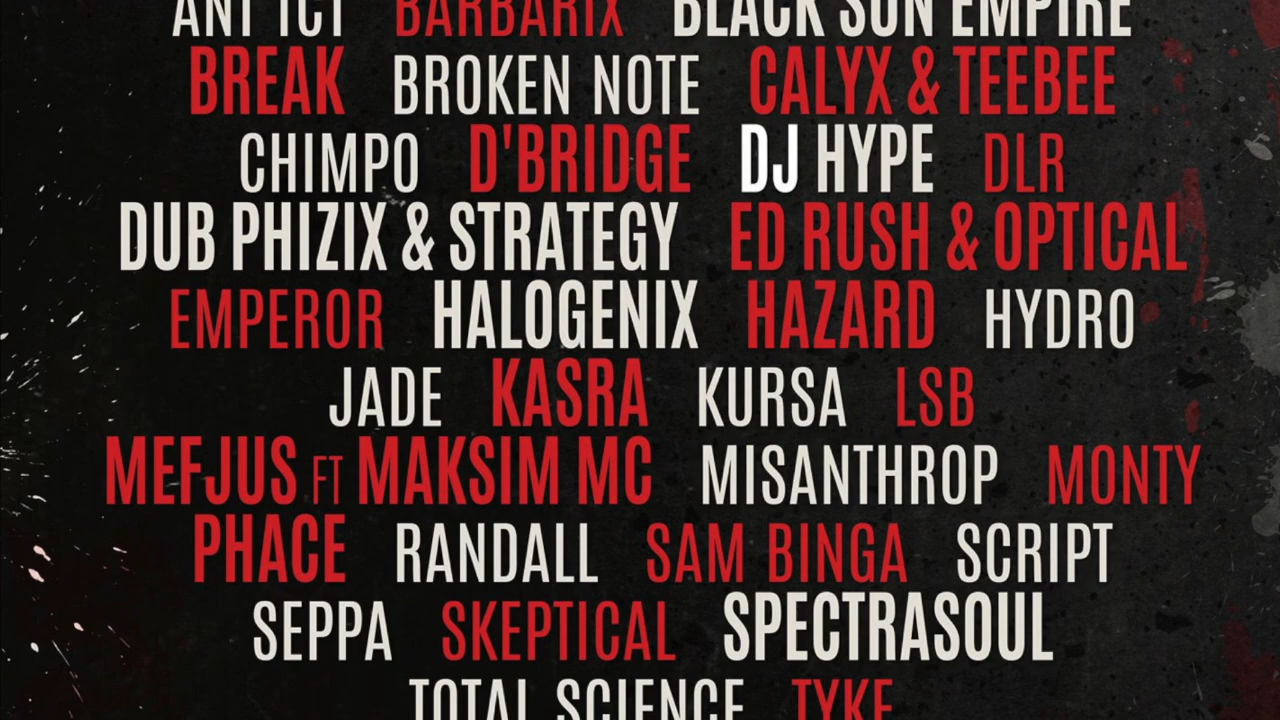 ANT TC1 BARBARIX BLACK SUN EMPIRE
BREAK BROKEN NOTE CALYX & TEEBEE
CHIMPO D'BRIDGE DJ HYPE DLR
DUB PHIZIX & STRATEGY ED RUSH & OPTICAL
EMPEROR HALOGENIX HAZARD HYDRO
JADE KASRA KURSA LSB
MEFJUS FT MAKSIM MC MISANTHROP MONTY
PHACE RANDALL SAM BINGA SCRIPT
SEPPA SKEPTICAL SPECTRASOUL
TOTAL SCIENCE TYKE